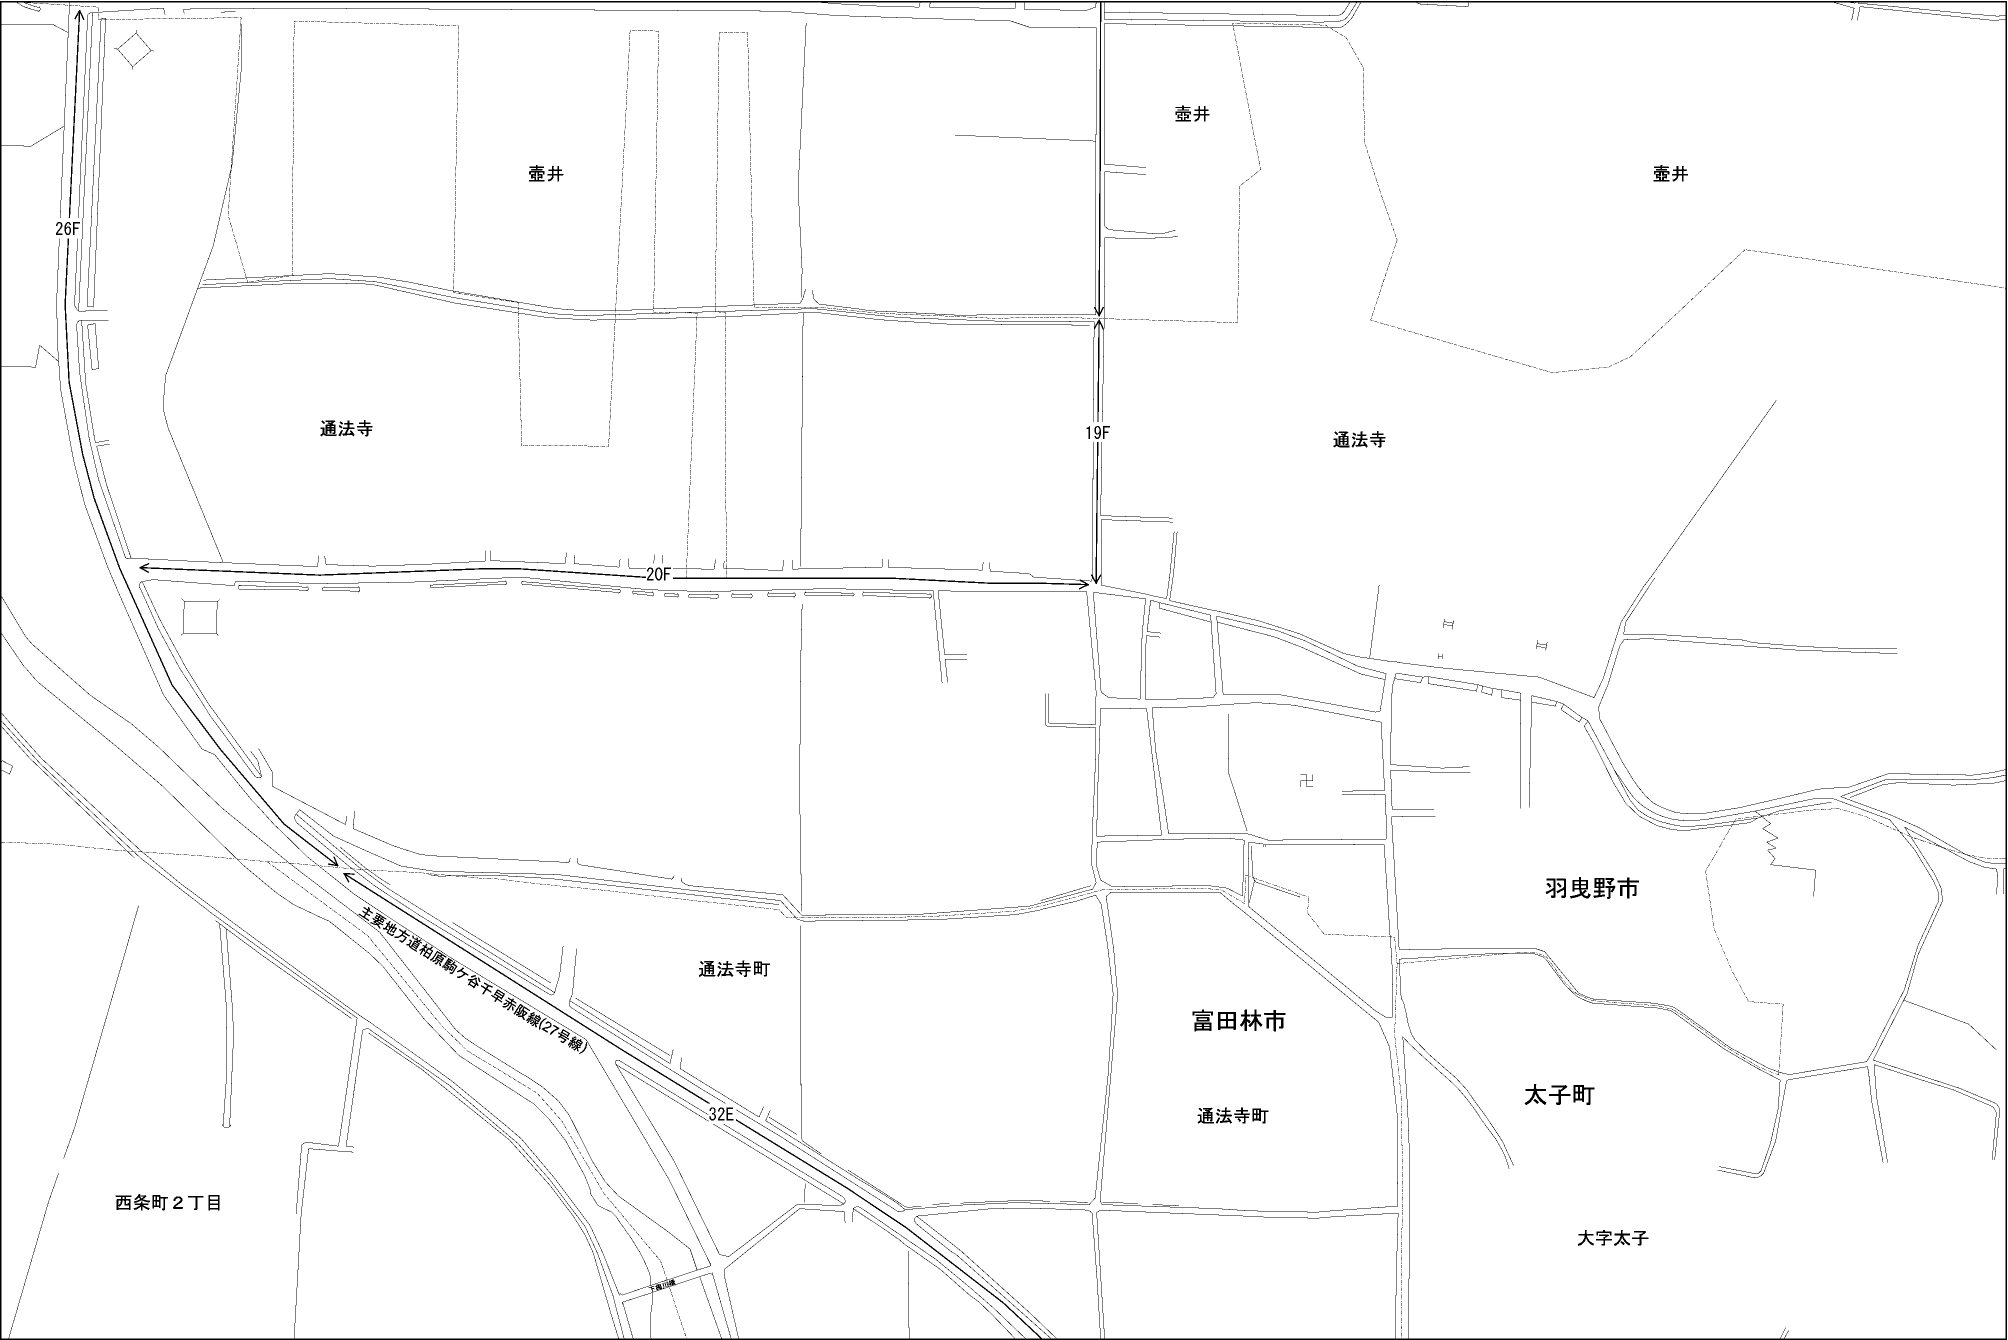 壺井
壺井
壺井
26F
通法寺
19F
通法寺
20F
羽曳野市
主要地方道柏原駒ケ谷千早赤阪線(27号線)
通法寺町
富田林市
太子町
32E
通法寺町
西条町２丁目
大字太子